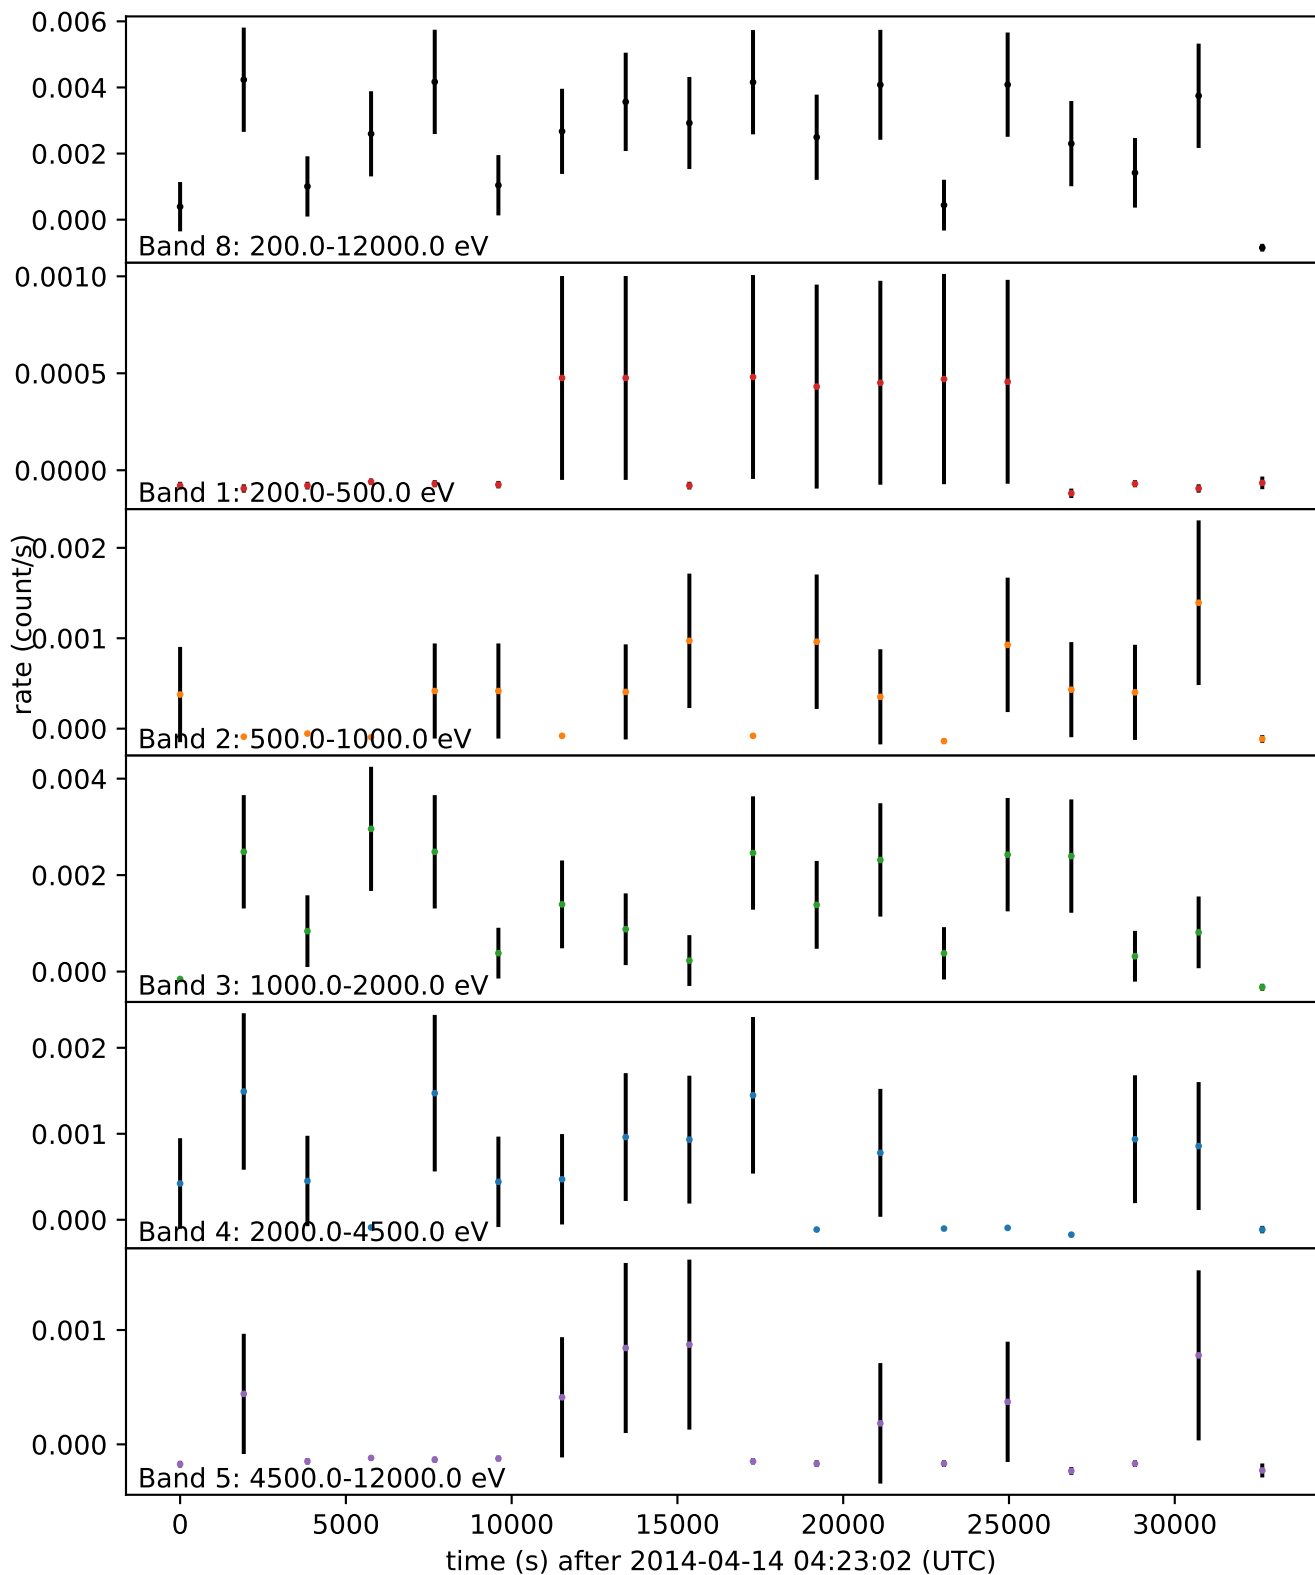 0.006
0.004
0.002
0.000
Band 8: 200.0-12000.0 eV
0.0010
0.0005
0.0000
Band 1: 200.0-500.0 eV
rate (count/s)
0.002
0.001
0.000
Band 2: 500.0-1000.0 eV
0.004
0.002
0.000
Band 3: 1000.0-2000.0 eV
0.002
0.001
0.000
Band 4: 2000.0-4500.0 eV
0.001
0.000
Band 5: 4500.0-12000.0 eV
0 5000 10000 15000 20000 25000 30000
time (s) after 2014-04-14 04:23:02 (UTC)